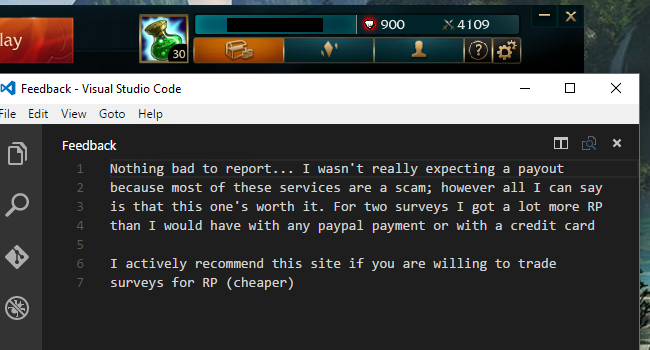 lay
30
900
4109
?
Feedback - Visual Studio Code
File Edit View Goto Help
Feedback
1 Nothing bad to report... I wasn't really expecting a payout
2 because most of these services are a scam; however all I can say
3 is that this one's worth it. For two surveys I got a lot more RP
4 than I would have with any paypal payment or with a credit card
5
6 I actively recommend this site if you are willing to trade
7 surveys for RP (cheaper)